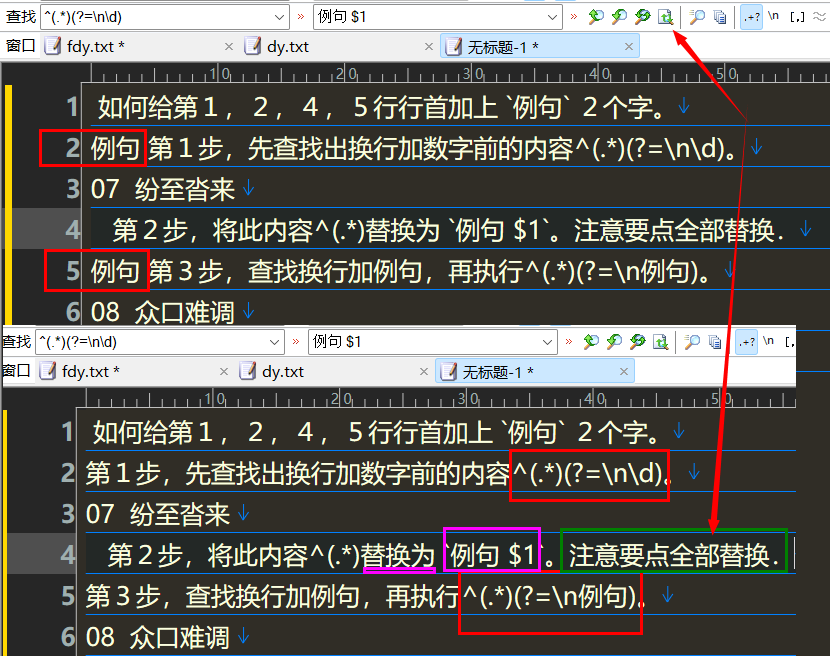 查找 ^(.*)(?=\n\d) » 例句 $1 » .+? \n [,]
窗口 fdy.txt * × dy.txt × 无标题-1 * ×
10 20 30 40 50
1 如何给第１，２，４，５行行首加上`例句`２个字。↓
2 例句 第１步，先查找出换行加数字前的内容^(.*)(?=\n\d)。↓
3 07 纷至沓来↓
4 第２步，将此内容^(.*)替换为`例句 $1`。注意要点全部替换．↓
5 例句 第３步，查找换行加例句，再执行^(.*)(?=\n例句)。↓
6 08 众口难调↓
查找 ^(.*)(?=\n\d) » 例句 $1 » .+? \n [,
窗口 fdy.txt * × dy.txt × 无标题-1 * ×
10 20 30 40 50
1 如何给第１，２，４，５行行首加上`例句`２个字。↓
2 第１步，先查找出换行加数字前的内容^(.*)(?=\n\d)。↓
3 07 纷至沓来↓
4 第２步，将此内容^(.*)替换为`例句 $1`。注意要点全部替换．
5 第３步，查找换行加例句，再执行^(.*)(?=\n例句)。↓
6 08 众口难调↓